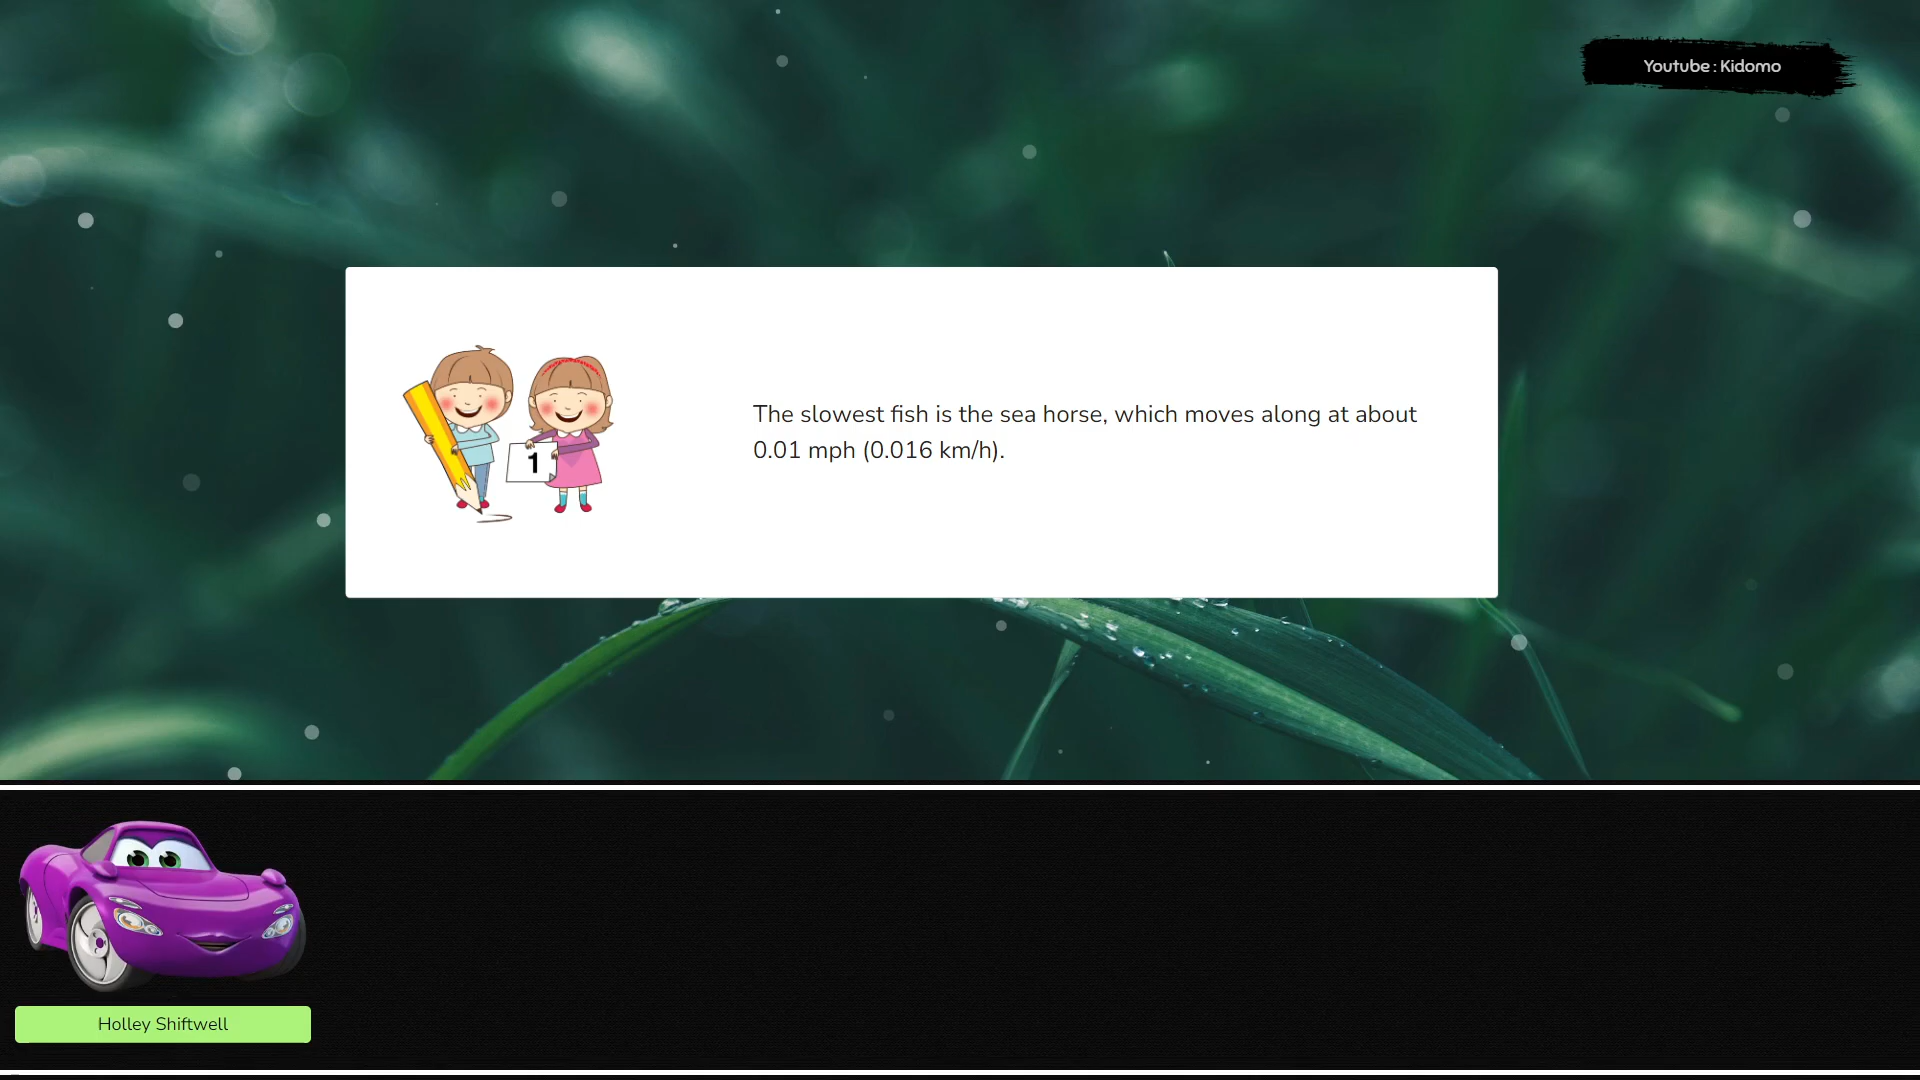 Youtube : Kidomo
The slowest fish is the sea horse, which moves along at about
0.01 mph (0.016 km/h).
1
Holley Shiftwell